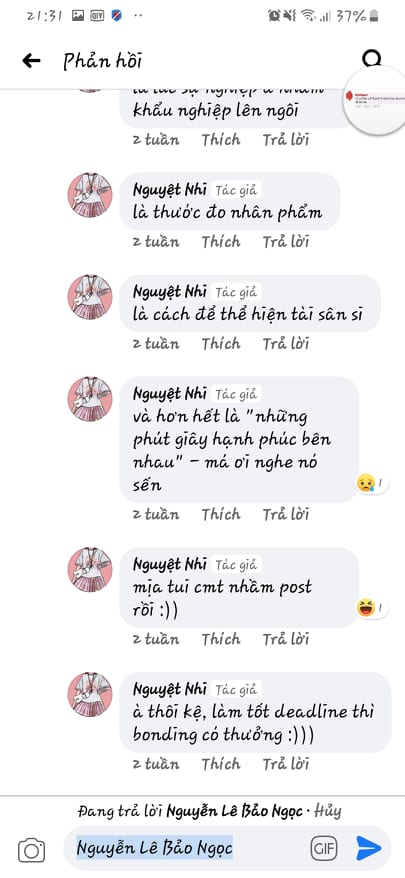 21:31
37%
Phản hồi
khẩu nghiệp lên ngôi
2 tuần Thích Trả lời
Nguyệt Nhi Tác giả
là thước đo nhân phẩm
2 tuần Thích Trả lời
Nguyệt Nhi Tác giả
là cách để thể hiện tài sân si
2 tuần Thích Trả lời
Nguyệt Nhi Tác giả
và hơn hết là "những
phút giây hạnh phúc bên
nhau" - má ơi nghe nó
sến
1
2 tuần Thích Trả lời
Nguyệt Nhi Tác giả
mịa tui cmt nhầm post
rồi :))
1
2 tuần Thích Trả lời
Nguyệt Nhi Tác giả
à thôi kệ, làm tốt deadline thì
bonding có thưởng :)))
2 tuần Thích Trả lời
Đang trả lời Nguyễn Lê Bảo Ngọc · Hủy
Nguyễn Lê Bảo Ngọc
GIF